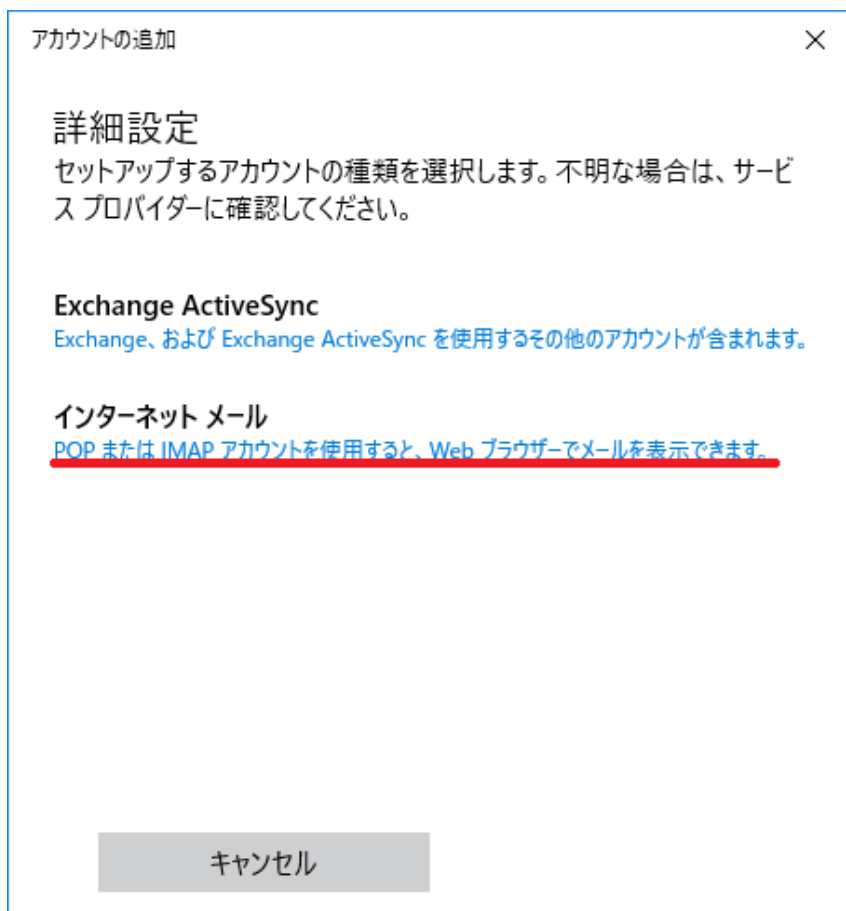 アカウントの追加
詳細設定
セットアップするアカウントの種類を選択します。不明な場合は、サービ
ス プロバイダーに確認してください。
Exchange ActiveSync
Exchange、および Exchange ActiveSync を使用するその他のアカウントが含まれます。
インターネット メール
POP または IMAP アカウントを使用すると、Web ブラウザーでメールを表示できます。
キャンセル